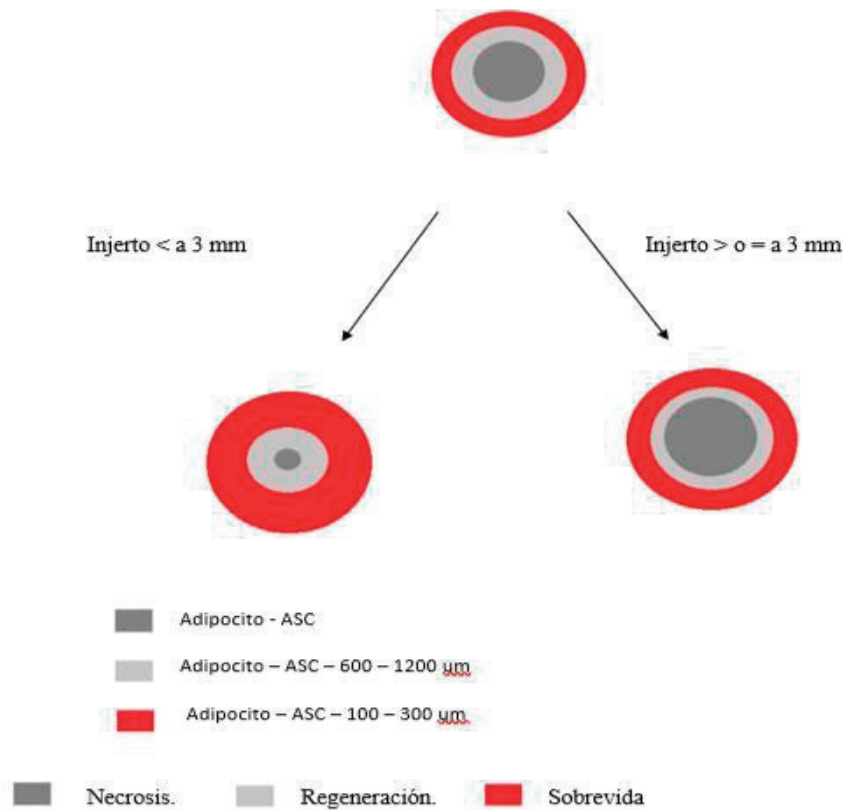 Injerto < a 3 mm
Injerto > o = a 3 mm
Adipocito - ASC
Adipocito – ASC – 600 – 1200 um
Adipocito – ASC – 100 – 300 um
Necrosis. Regeneración. Sobrevida